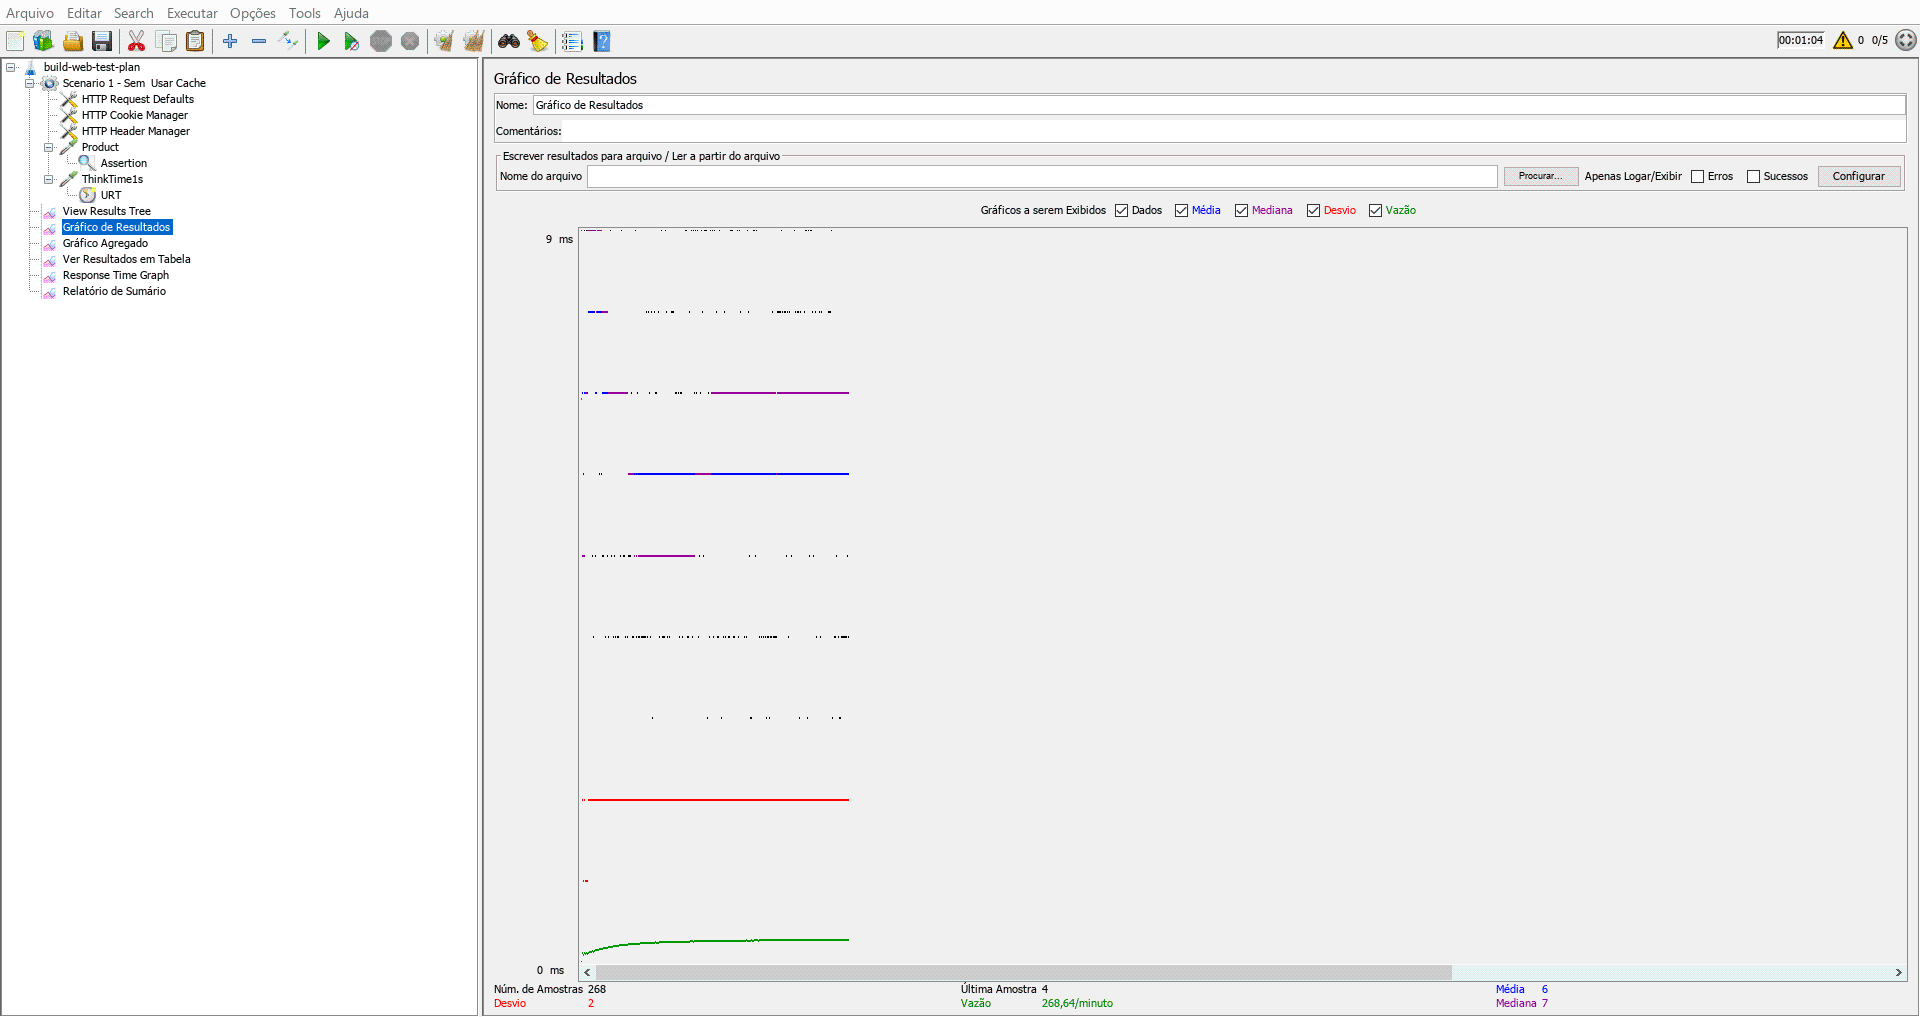 Arquivo Editar Search Executar Opções Tools Ajuda
STOP
00:01:04 0 0/5
build-web-test-plan
Scenario 1 - Sem  Usar Cache
HTTP Request Defaults
HTTP Cookie Manager
HTTP Header Manager
Product
Assertion
ThinkTime1s
URT
View Results Tree
Gráfico de Resultados
Gráfico Agregado
Ver Resultados em Tabela
Response Time Graph
Relatório de Sumário
Gráfico de Resultados
Nome: Gráfico de Resultados
Comentários:
Escrever resultados para arquivo / Ler a partir do arquivo
Nome do arquivo Procurar... Apenas Logar/Exibir Erros Sucessos Configurar
Gráficos a serem Exibidos Dados Média Mediana Desvio Vazão
9 ms
0 ms
Núm. de Amostras 268 Última Amostra 4 Média 6
Desvio 2 Vazão 268,64/minuto Mediana 7